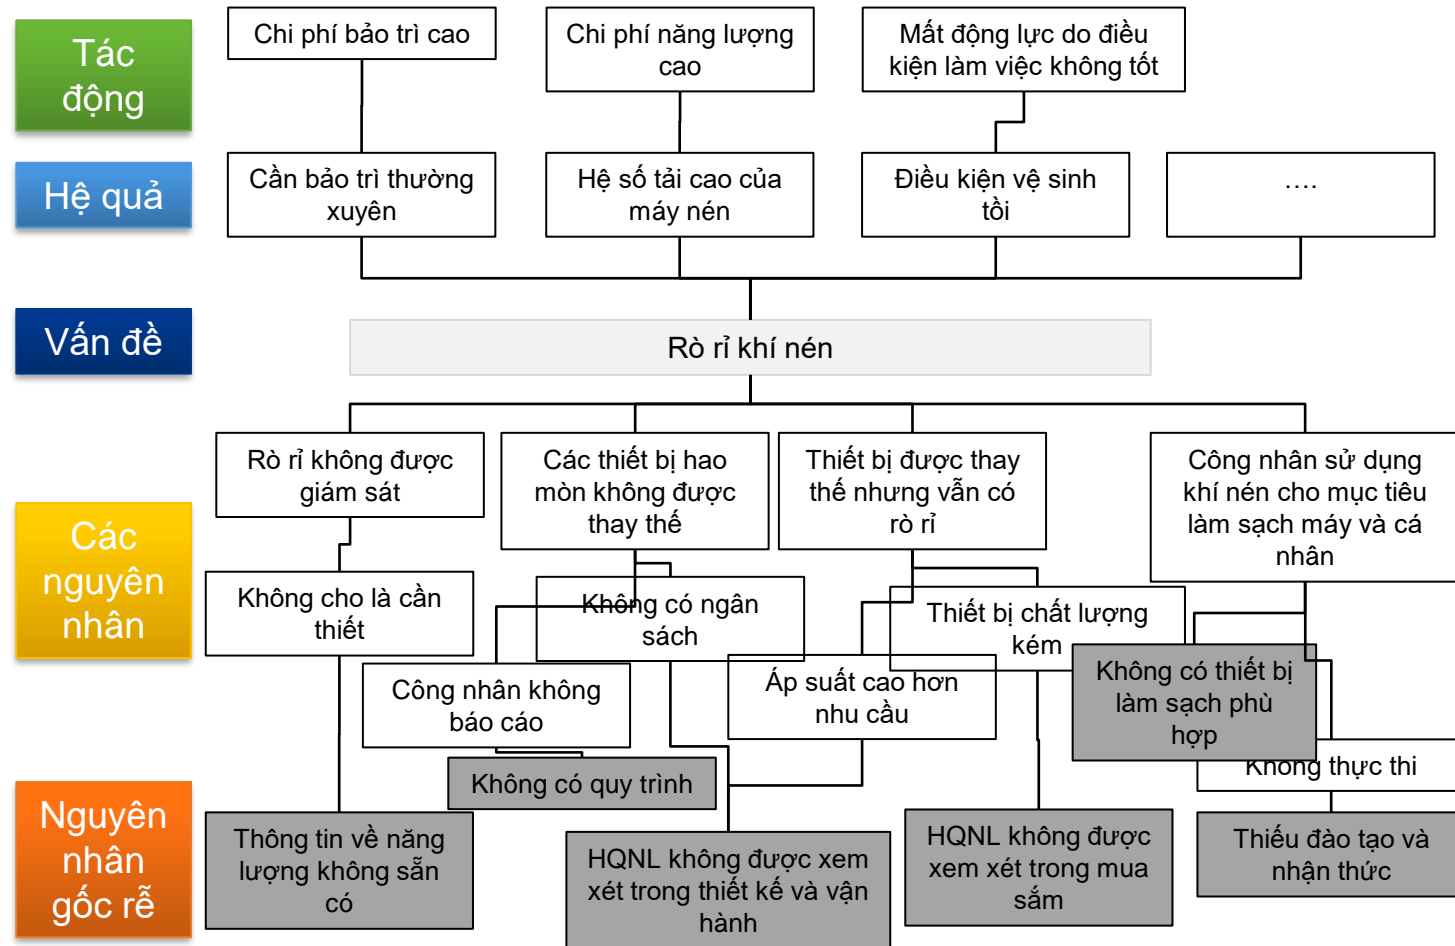 Tác
động
Chi phí bảo trì cao
Chi phí năng lượng
cao
Mất động lực do điều
kiện làm việc không tốt
Hệ quả
Cần bảo trì thường
xuyên
Hệ số tải cao của
máy nén
Điều kiện vệ sinh
tồi
....
Vấn đề
Rò rỉ khí nén
Các
nguyên
nhân
Rò rỉ không được
giám sát
Các thiết bị hao
mòn không được
thay thế
Thiết bị được thay
thế nhưng vẫn có
rò rỉ
Công nhân sử dụng
khí nén cho mục tiêu
làm sạch máy và cá
nhân
Không cho là cần
thiết
Không có ngân
sách
Thiết bị chất lượng
kém
Công nhân không
báo cáo
Áp suất cao hơn
nhu cầu
Không có thiết bị
làm sạch phù
hợp
Không thực thi
Nguyên
nhân
gốc rễ
Không có quy trình
Thông tin về năng
lượng không sẵn
có
HQNL không được xem
xét trong thiết kế và vận
hành
HQNL không được
xem xét trong mua
sắm
Thiếu đào tạo và
nhận thức